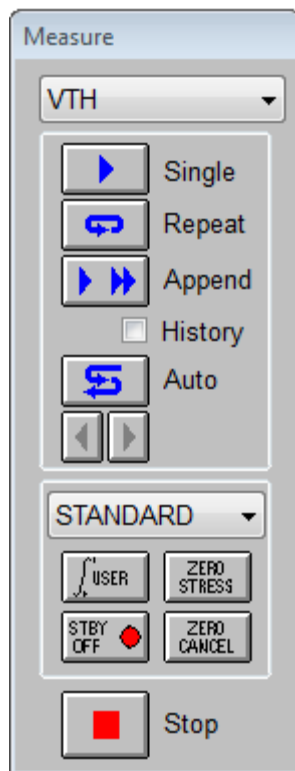 Measure
VTH
Single
Repeat
Append
History
Auto
STANDARD
USER
ZERO
STRESS
STBY
OFF
ZERO
CANCEL
Stop